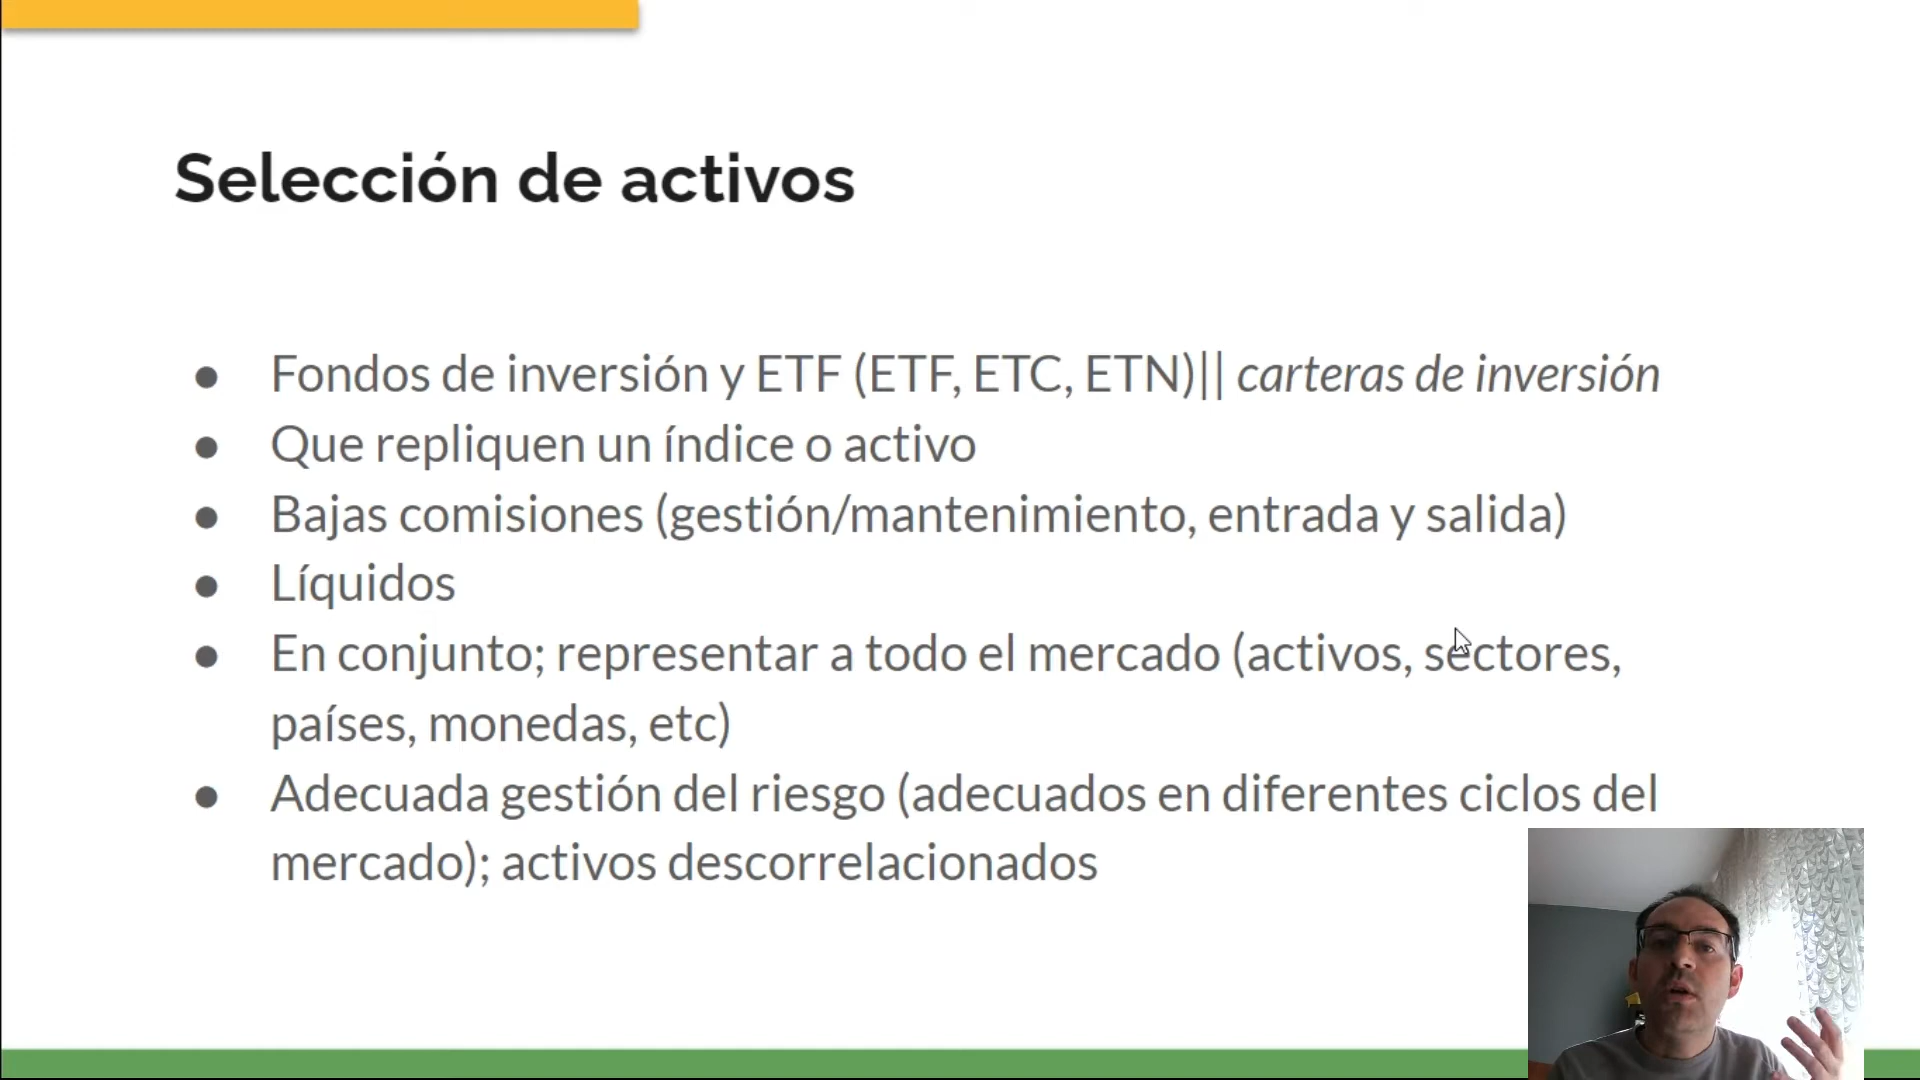 Selección de activos
● Fondos de inversión y ETF (ETF, ETC, ETN)|| carteras de inversión
● Que repliquen un índice o activo
● Bajas comisiones (gestión/mantenimiento, entrada y salida)
● Líquidos
● En conjunto; representar a todo el mercado (activos, sectores,
países, monedas, etc)
● Adecuada gestión del riesgo (adecuados en diferentes ciclos del
mercado); activos descorrelacionados